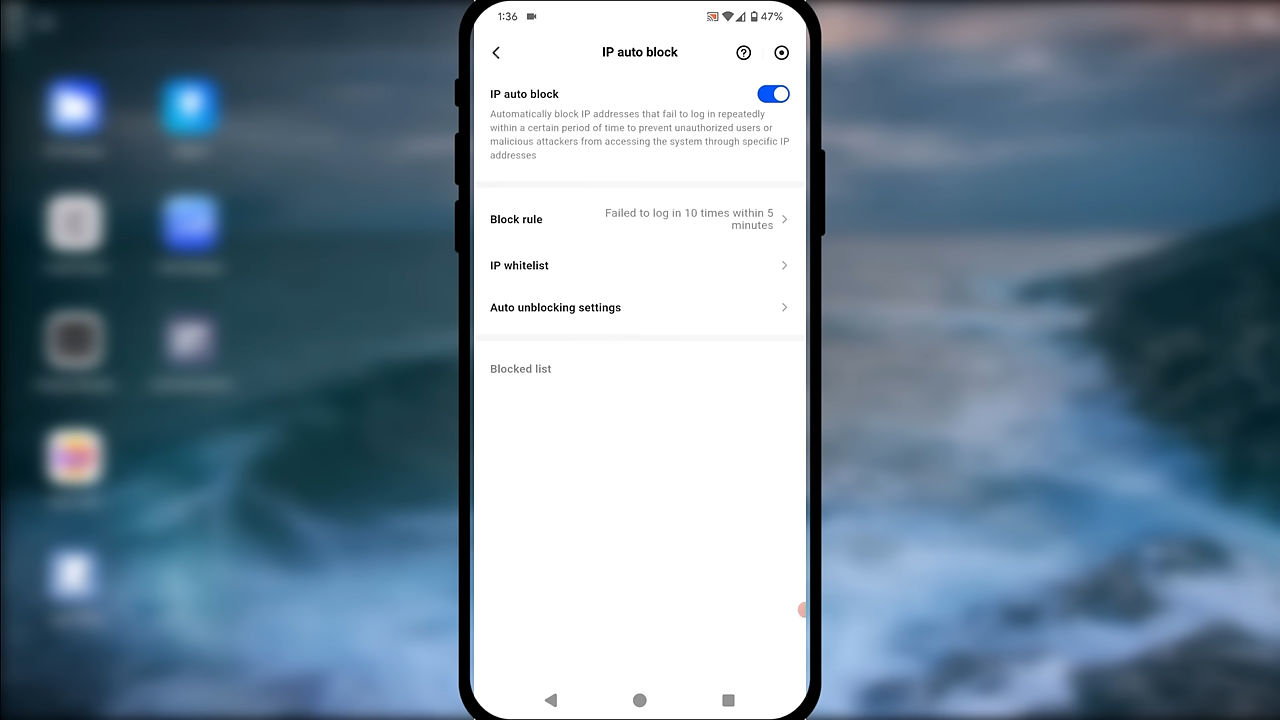 1:36
47%
IP auto block
IP auto block
Automatically block IP addresses that fail to log in repeatedly
within a certain period of time to prevent unauthorized users or
malicious attackers from accessing the system through specific IP
addresses
Block rule
Failed to log in 10 times within 5
minutes
IP whitelist
Auto unblocking settings
Blocked list